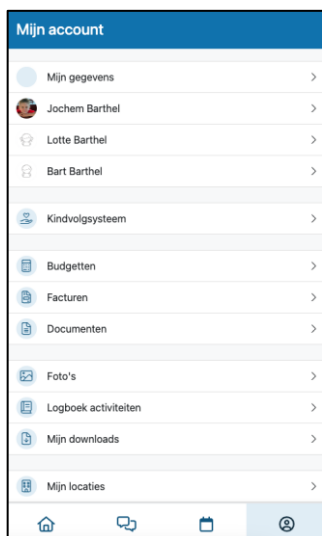 Mijn account
Mijn gegevens
Jochem Barthel
Lotte Barthel
Bart Barthel
Kindvolgsysteem
Budgetten
Facturen
Documenten
Foto's
Logboek activiteiten
Mijn downloads
Mijn locaties